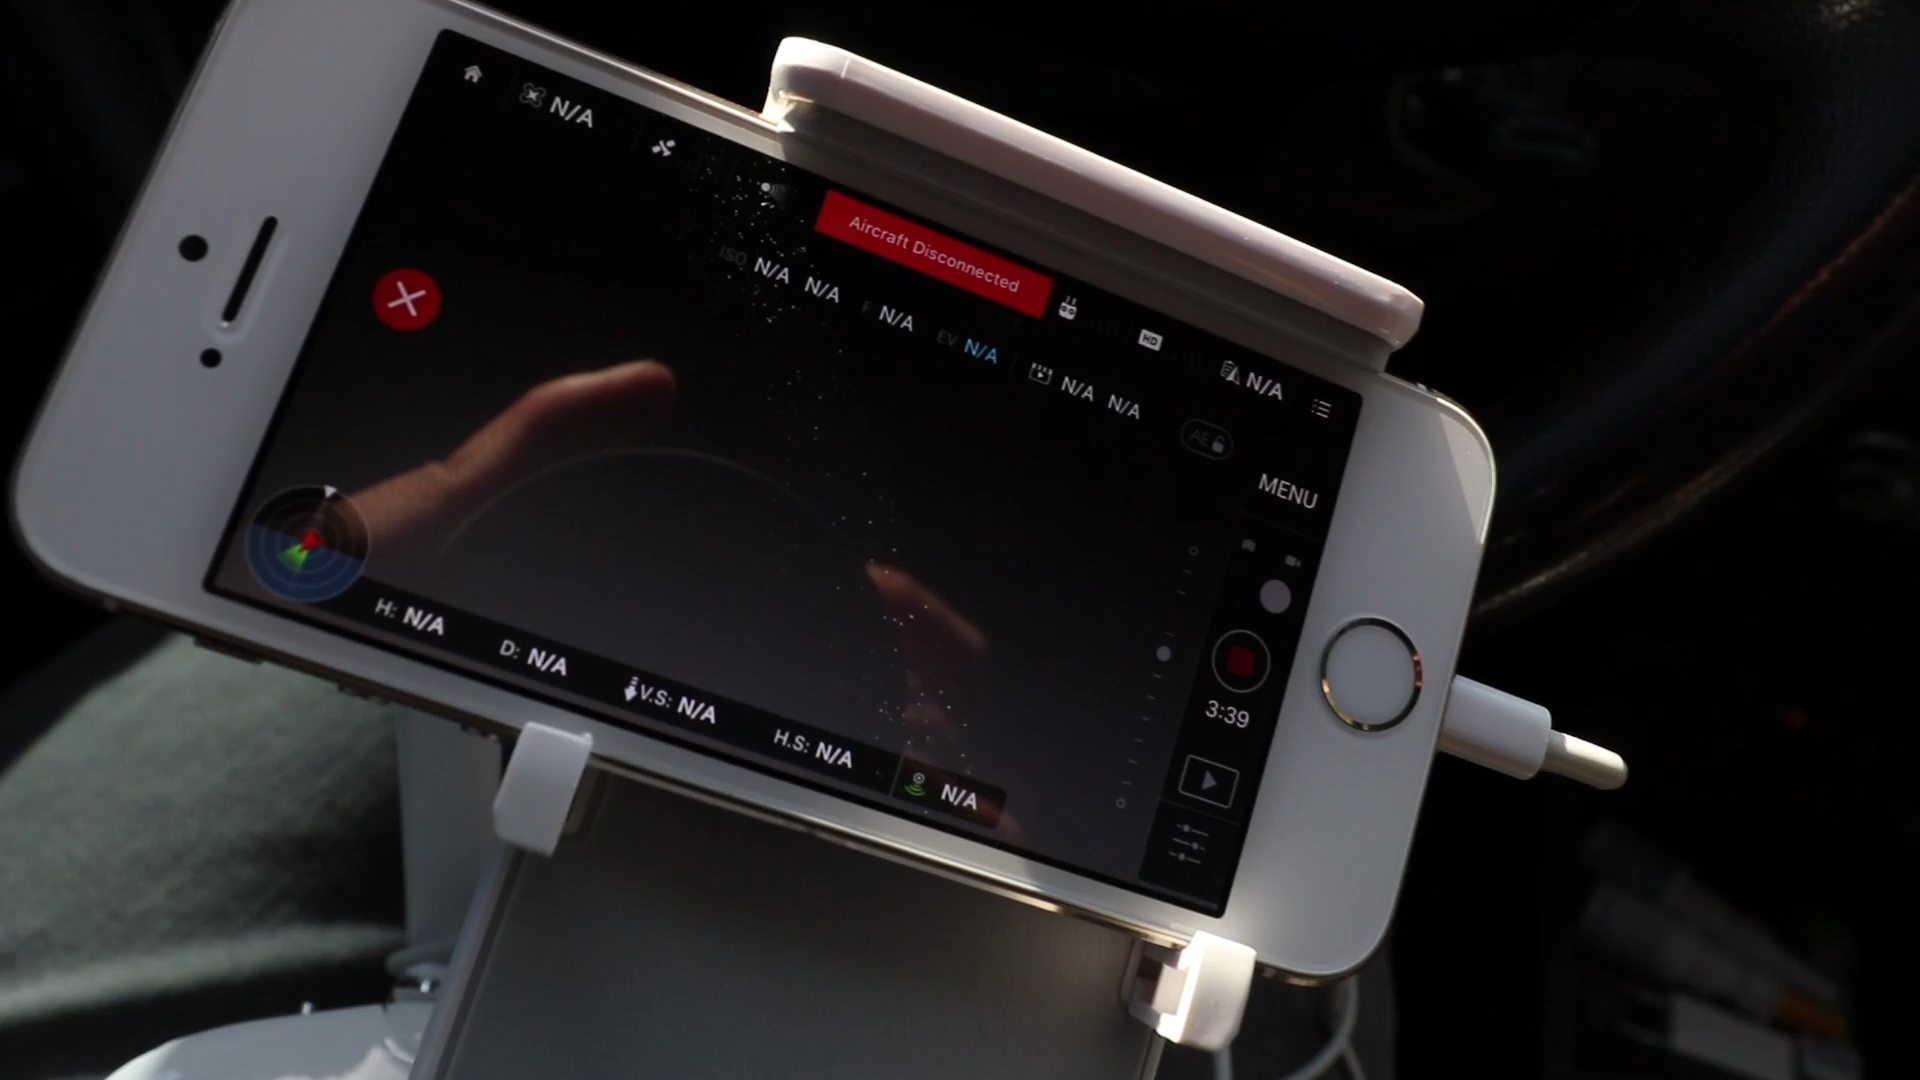 N/A
Aircraft Disconnected
HD
N/A
ISO N/A N/A F N/A EV N/A N/A N/A
AE
MENU
3:39
H: N/A
D: N/A
V.S: N/A
H.S: N/A
N/A